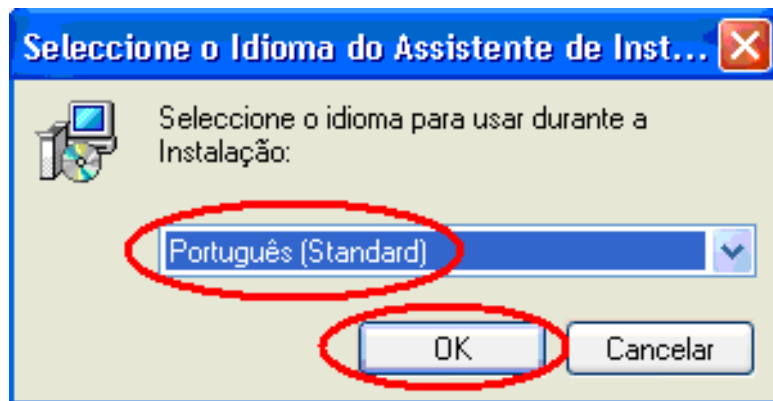 Seleccione o Idioma do Assistente de Inst...
Seleccione o idioma para usar durante a
Instalação:
Português (Standard)
OK
Cancelar